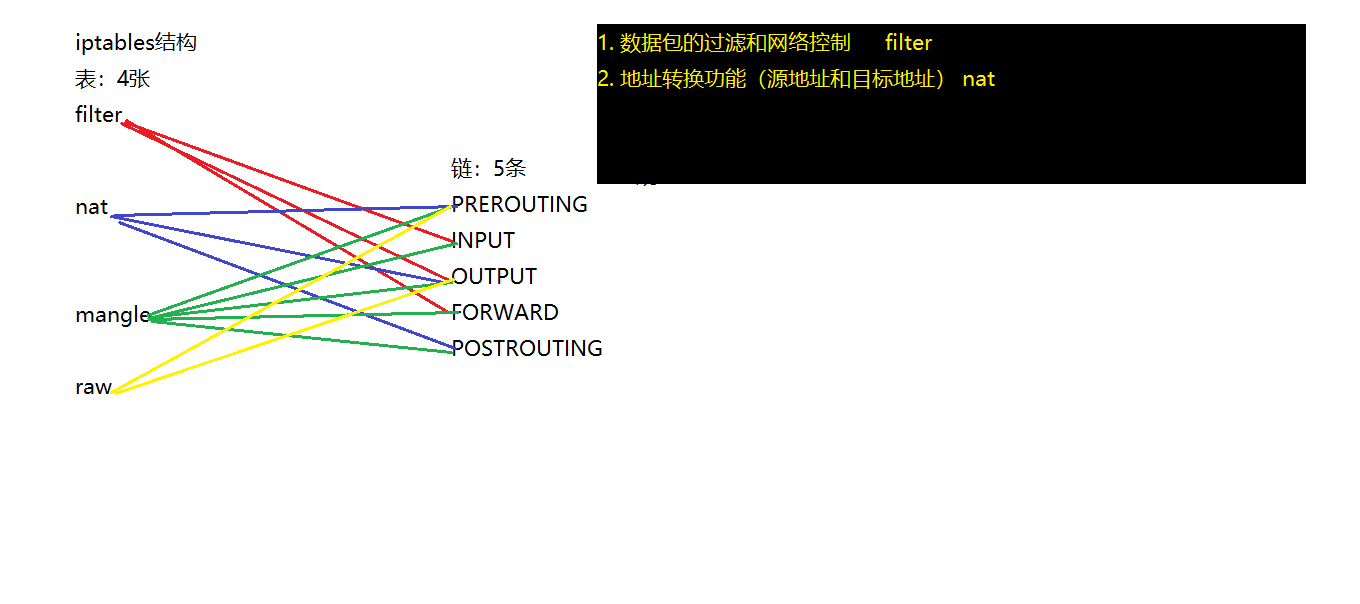 iptables结构
表：4张
filter
nat
mangle
raw
链：5条
PREROUTING
INPUT
OUTPUT
FORWARD
POSTROUTING
1. 数据包的过滤和网络控制 filter
2. 地址转换功能（源地址和目标地址） nat